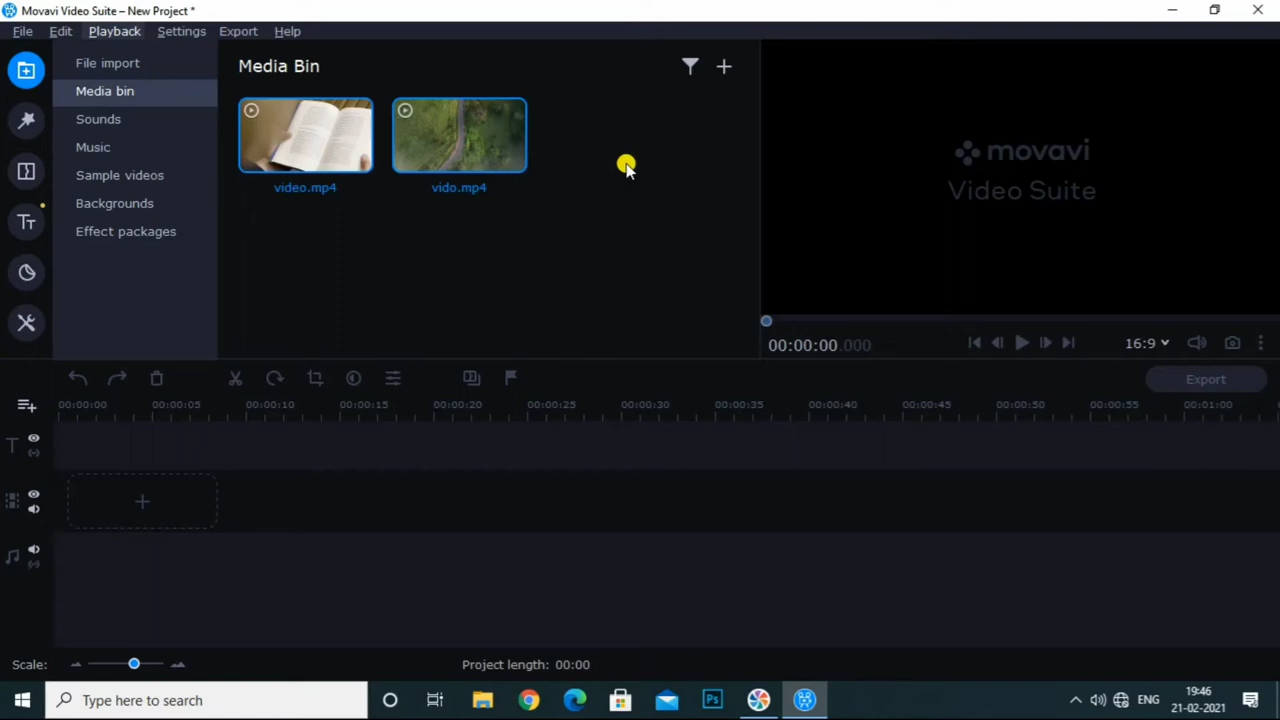 Movavi Video Suite – New Project *
File Edit Playback Settings Export Help
File import
Media bin
Sounds
Music
Sample videos
Backgrounds
Effect packages
Media Bin
video.mp4 vido.mp4
movavi
Video Suite
00:00:00.000
16:9
Export
00:00:00 00:00:05 00:00:10 00:00:15 00:00:20 00:00:25 00:00:30 00:00:35 00:00:40 00:00:45 00:00:50 00:00:55 00:01:00
Scale:
Project length: 00:00
Type here to search
Ps
ENG
19:46
21-02-2021